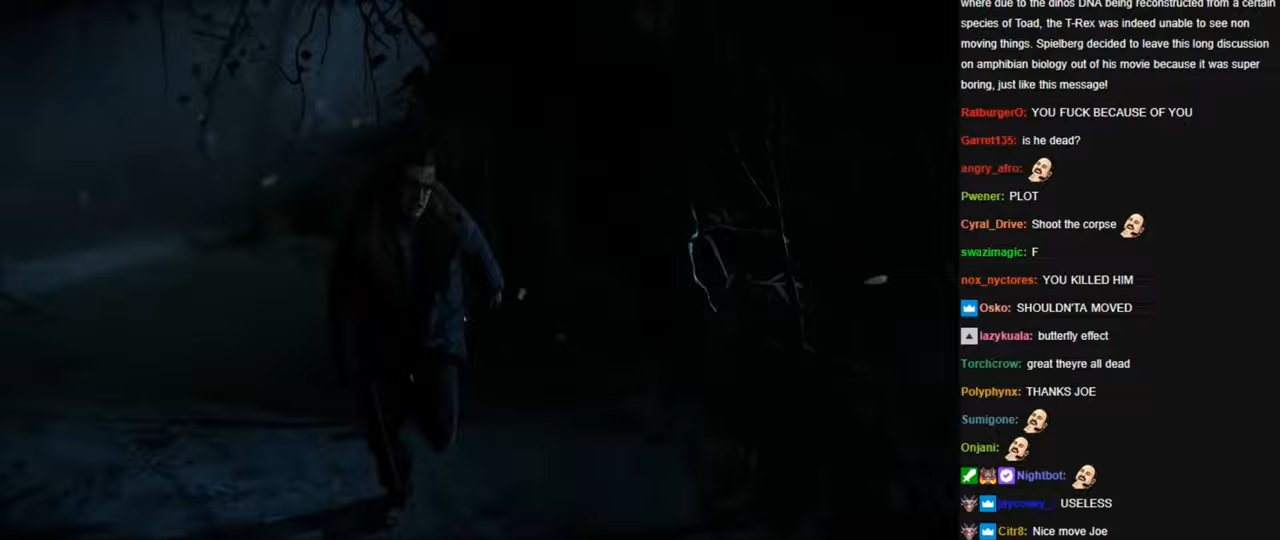 where due to the dinos DNA being reconstructed from a certain
species of Toad, the T-Rex was indeed unable to see non
moving things. Spielberg decided to leave this long discussion
on amphibian biology out of his movie because it was super
boring, just like this message!
RatburgerO: YOU FUCK BECAUSE OF YOU
Garret135: is he dead?
angry_afro:
Pwener: PLOT
Cyral_Drive: Shoot the corpse
swazimagic: F
nox_nyctores: YOU KILLED HIM
Osko: SHOULDN'TA MOVED
lazykuala: butterfly effect
Torchcrow: great theyre all dead
Polyphynx: THANKS JOE
Sumigone:
Onjani:
Nightbot:
USELESS
Citr8: Nice move Joe